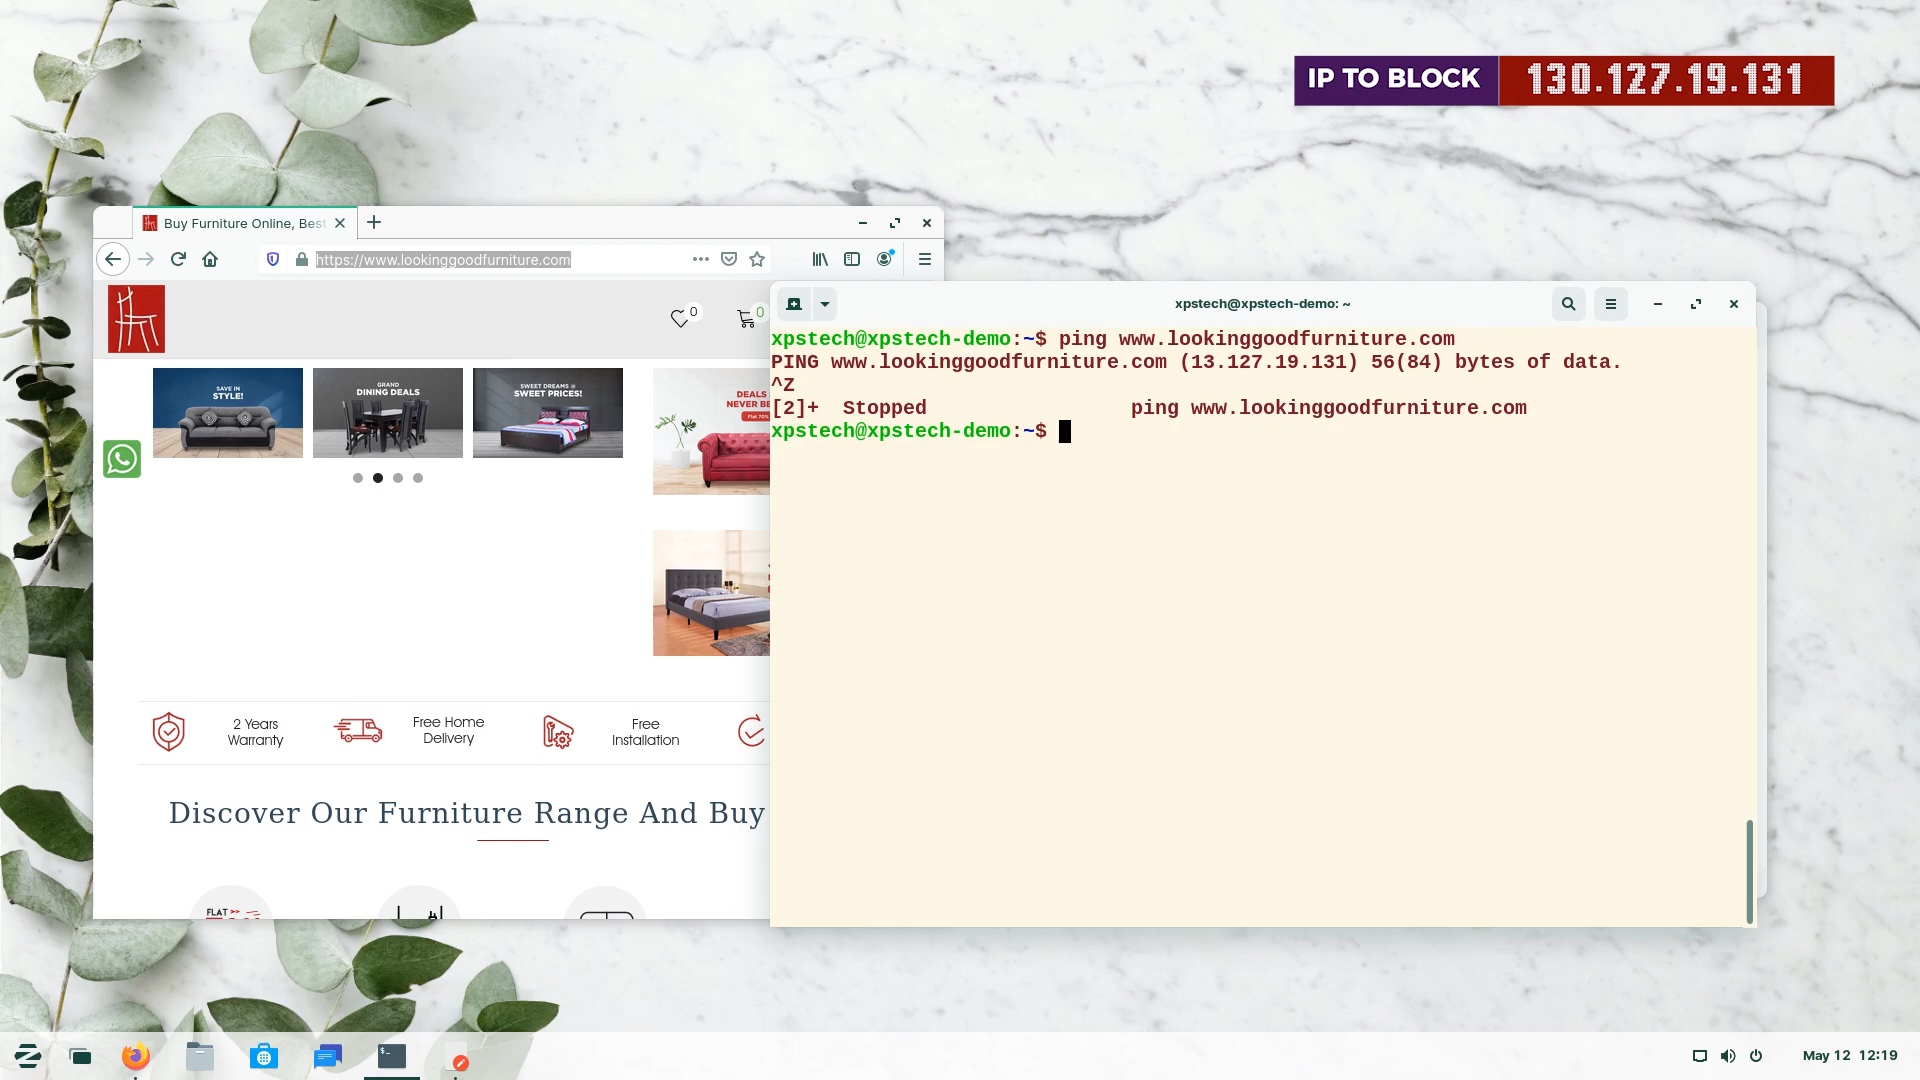 IP TO BLOCK 130.127.19.131
Buy Furniture Online, Best
https://www.lookinggoodfurniture.com
0
0
SAVE IN
STYLE!
GRAND
DINING DEALS
SWEET DREAMS @
SWEET PRICES!
DEALS
NEVER BE
Flat 70%
2 Years
Warranty
Free Home
Delivery
Free
Installation
Discover Our Furniture Range And Buy
FLAT
xpstech@xpstech-demo: ~
xpstech@xpstech-demo:~$ ping www.lookinggoodfurniture.com
PING www.lookinggoodfurniture.com (13.127.19.131) 56(84) bytes of data.
^Z
[2]+  Stopped                 ping www.lookinggoodfurniture.com
xpstech@xpstech-demo:~$
May 12 12:19